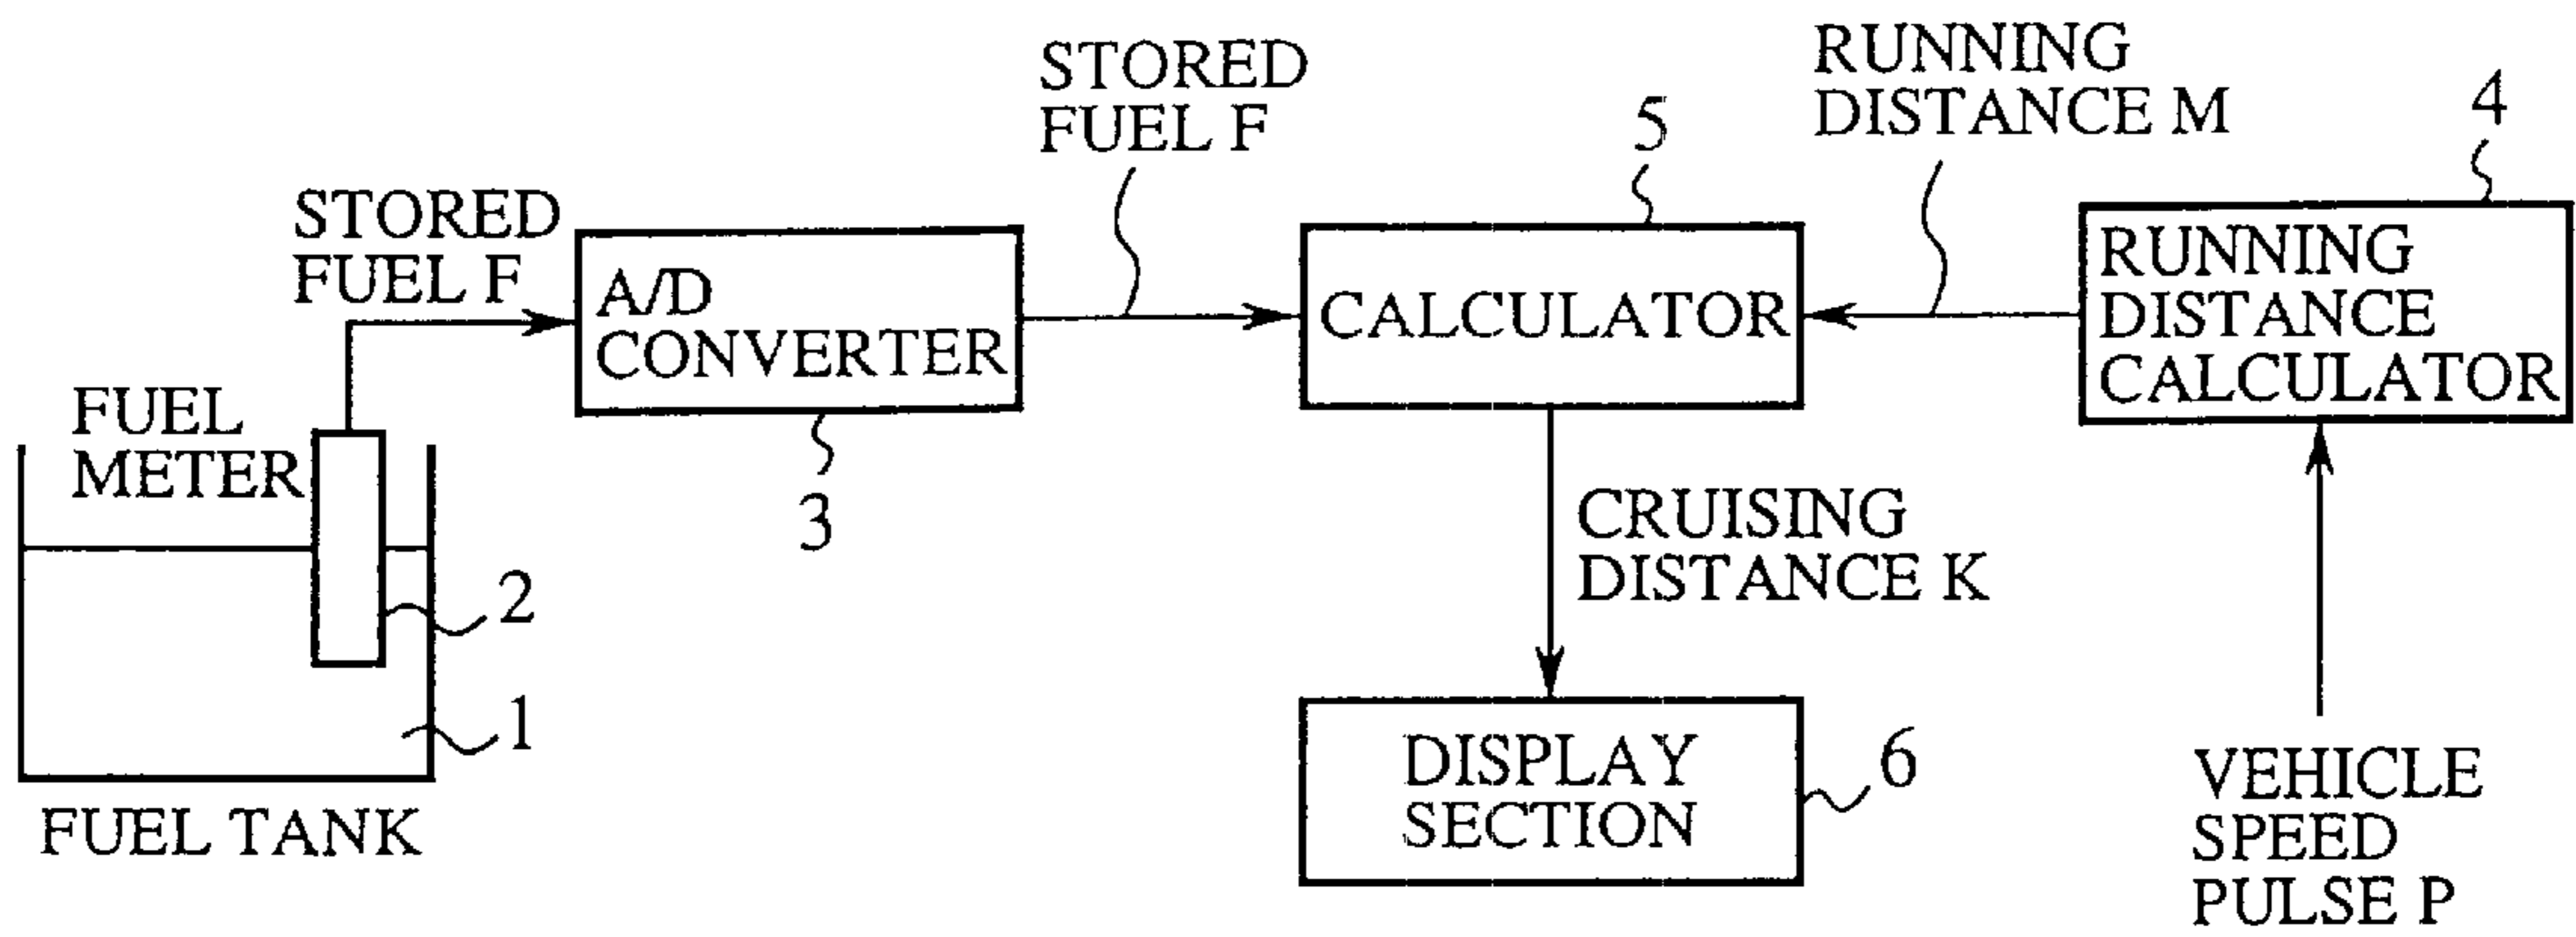 STORED
FUEL F
RUNNING
DISTANCE M
4
5
STORED
FUEL F
A/D
CONVERTER
3
CALCULATOR
RUNNING
DISTANCE
CALCULATOR
FUEL
METER
2
1
FUEL TANK
CRUISING
DISTANCE K
DISPLAY
SECTION
6
VEHICLE
SPEED
PULSE P